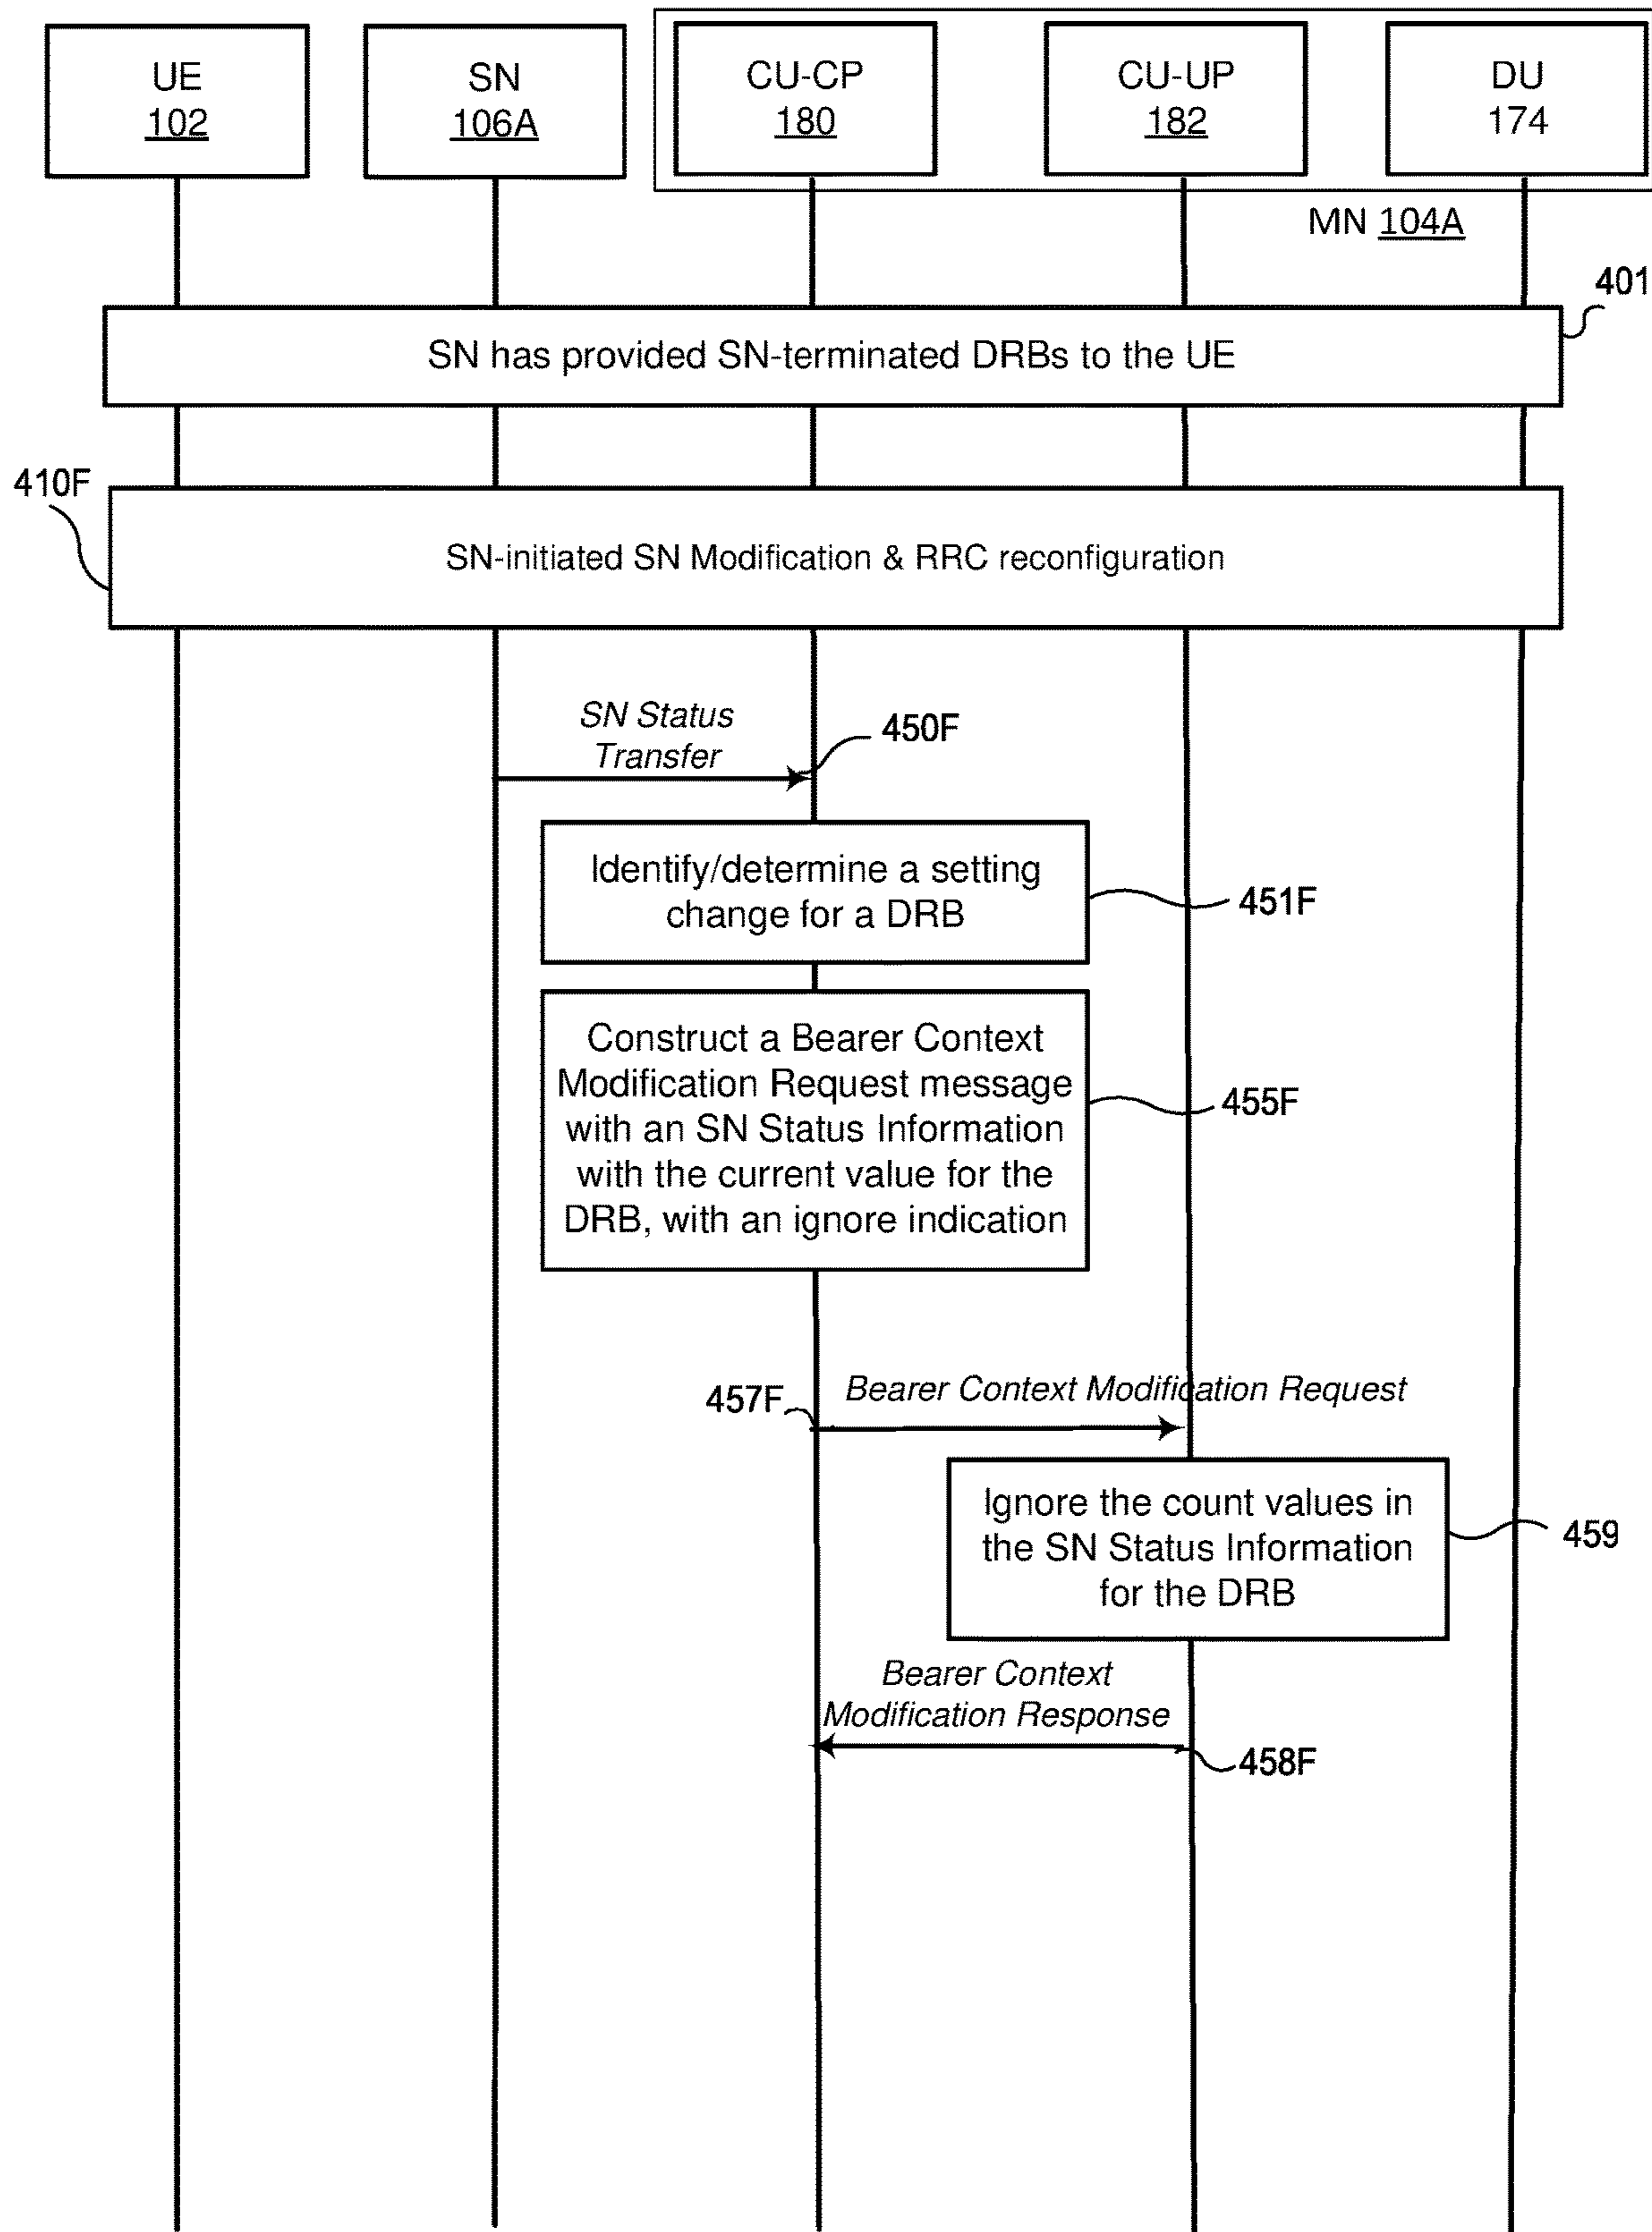 UE
102
SN
106A
CU-CP
180
CU-UP
182
DU
174
MN 104A
401
SN has provided SN-terminated DRBs to the UE
410F
SN-initiated SN Modification & RRC reconfiguration
SN Status
Transfer
450F
Identify/determine a setting
change for a DRB
451F
Construct a Bearer Context
Modification Request message
with an SN Status Information
with the current value for the
DRB, with an ignore indication
455F
457F
Bearer Context Modification Request
Ignore the count values in
the SN Status Information
for the DRB
459
Bearer Context
Modification Response
458F